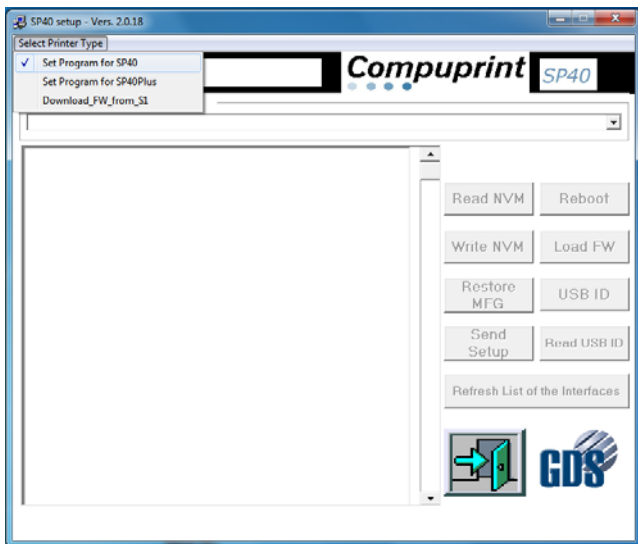 SP40 setup - Vers. 2.0.18
Select Printer Type
✓ Set Program for SP40
Set Program for SP40Plus
Download_FW_from_S1
Compuprint SP40
Read NVM Reboot
Write NVM Load FW
Restore MFG USB ID
Send Setup Read USB ID
Refresh List of the Interfaces
GDS